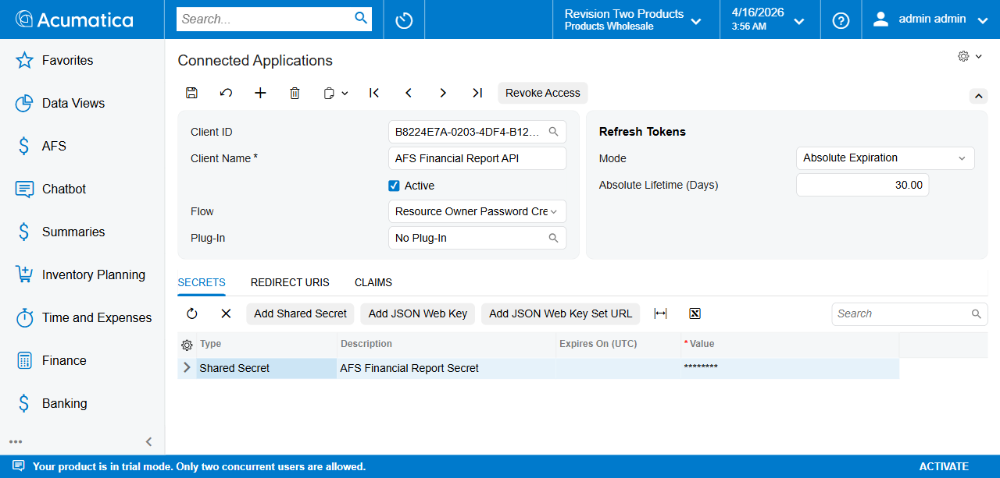 Acumatica
Search...
Revision Two Products
Products Wholesale
4/16/2026
3:56 AM
admin admin
Favorites
Data Views
AFS
Chatbot
Summaries
Inventory Planning
Time and Expenses
Finance
Banking
Connected Applications
Revoke Access
Client ID
B8224E7A-0203-4DF4-B12...
Client Name *
AFS Financial Report API
Active
Flow
Resource Owner Password Cre
Plug-In
No Plug-In
Refresh Tokens
Mode
Absolute Expiration
Absolute Lifetime (Days)
30.00
SECRETS REDIRECT URIS CLAIMS
Add Shared Secret Add JSON Web Key Add JSON Web Key Set URL
Search
Type Description Expires On (UTC) * Value
Shared Secret AFS Financial Report Secret ********
Your product is in trial mode. Only two concurrent users are allowed.
ACTIVATE